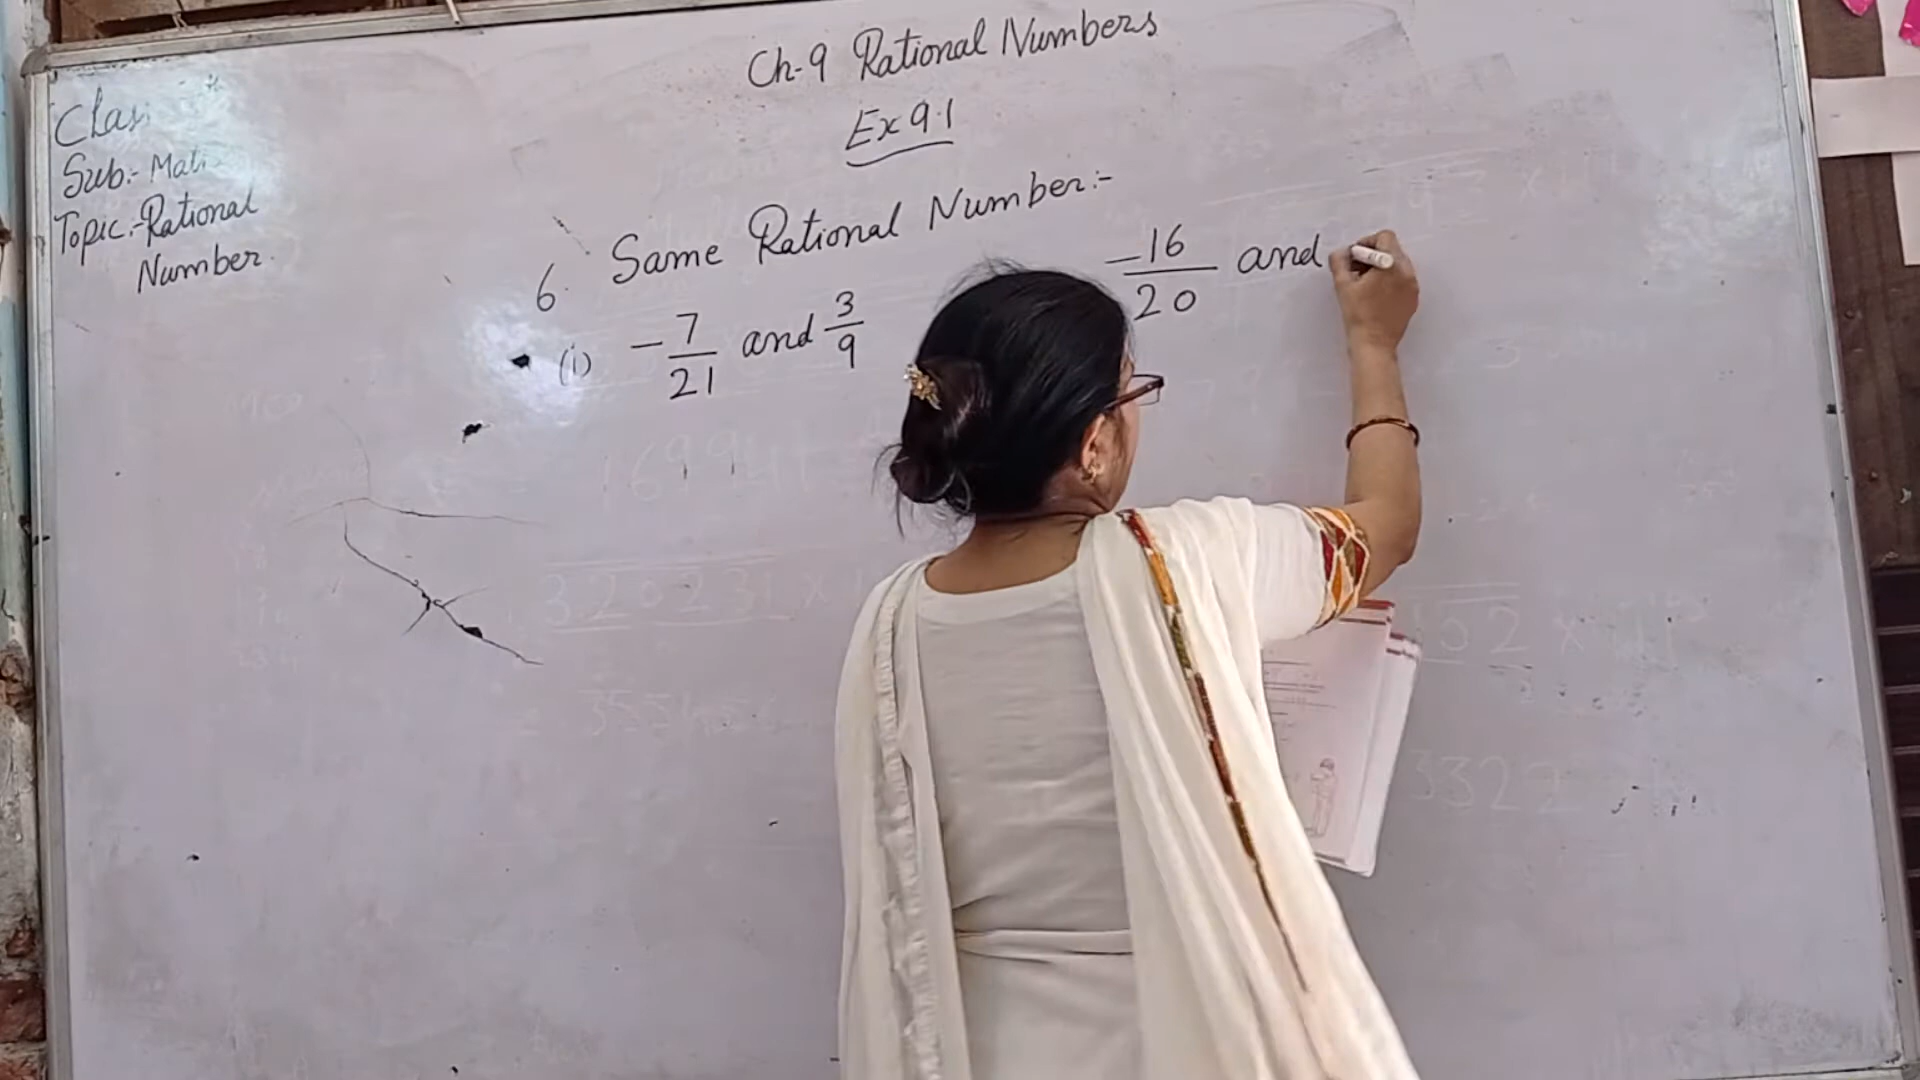 Ch-9 Rational Numbers
Ex 9.1
Clas
Sub:- Mat
Topic:-Rational
Number.
6. Same Rational Number:-
(i) -7/21 and 3/9
-16/20 and